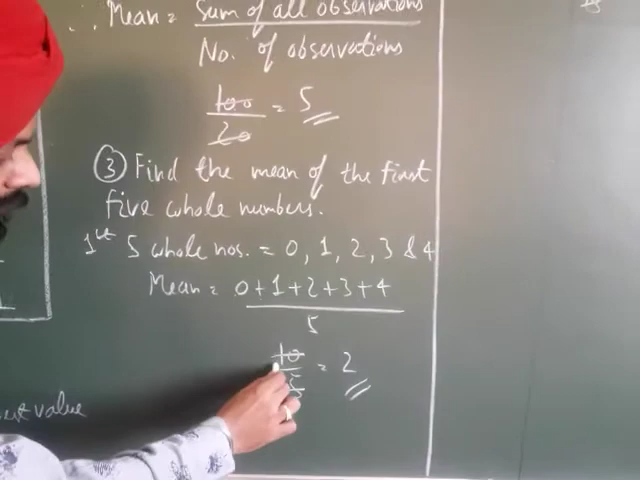 ∴ Mean = Sum of all observations
No. of observations
100/20 = 5
③ Find the mean of the first
five whole numbers.
1st 5 whole nos. = 0, 1, 2, 3 & 4
Mean = 0+1+2+3+4
5
10/5 = 2
value